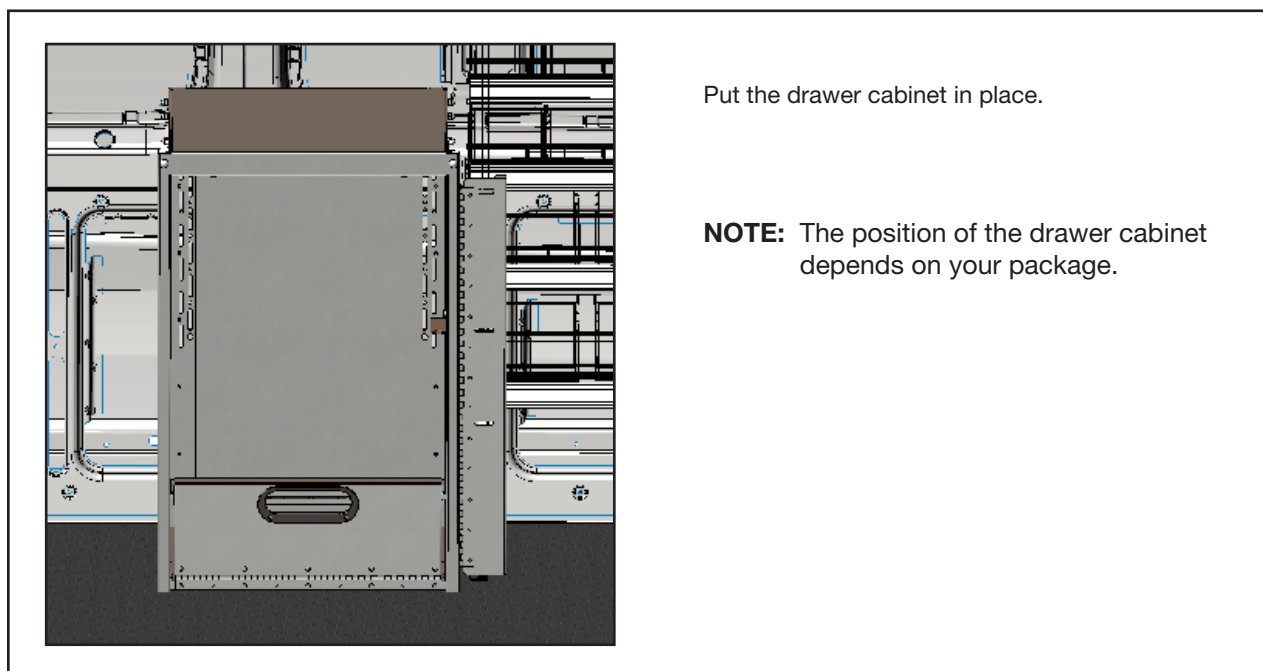 Put the drawer cabinet in place.
NOTE: The position of the drawer cabinet
depends on your package.